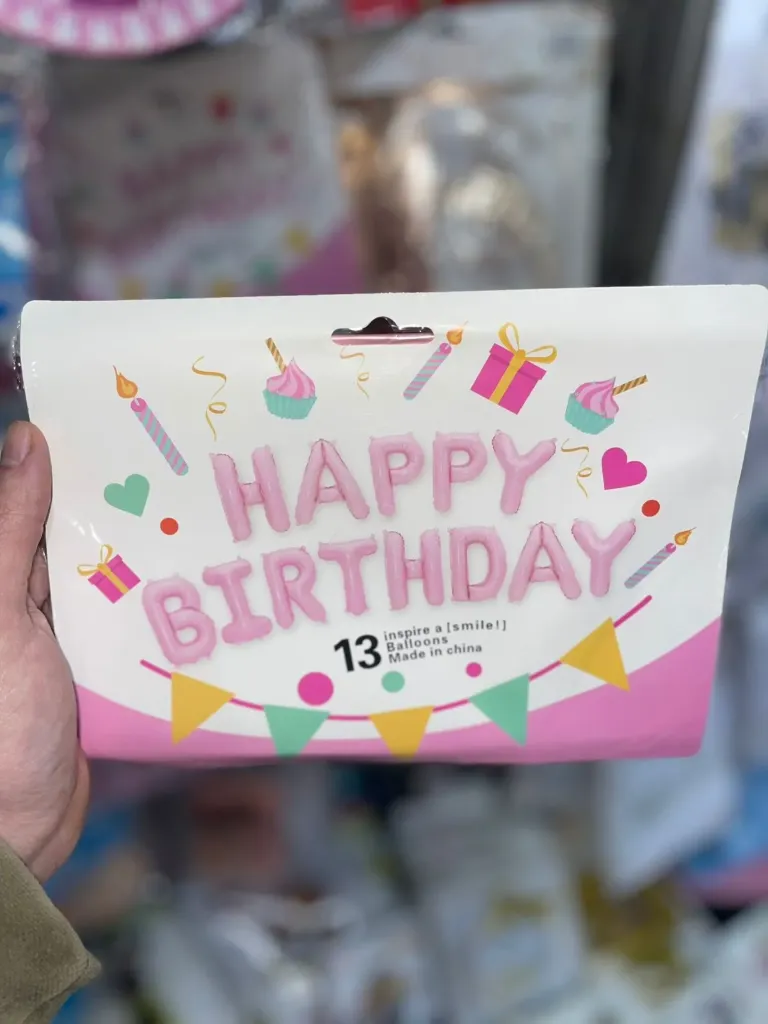 HAPPY
BIRTHDAY
13
inspire a [smile!]
Balloons
Made in china